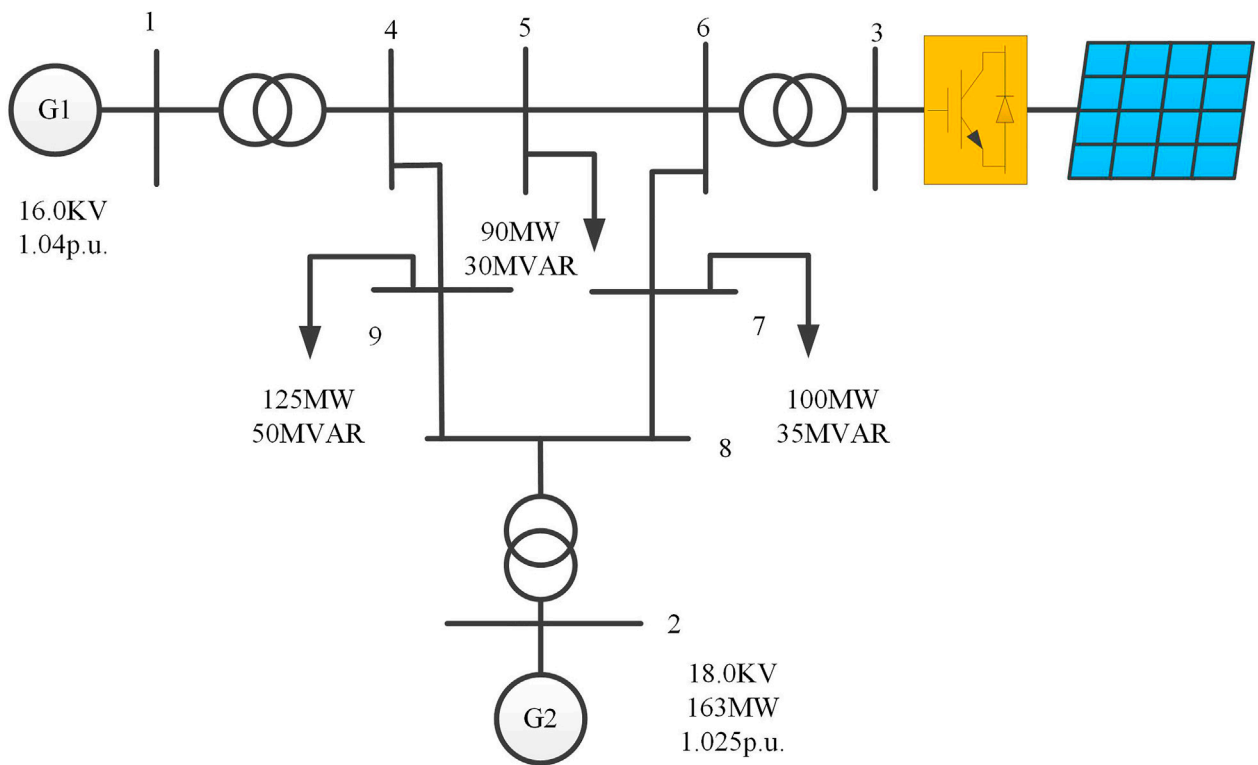 1
4
5
6
3
G1
16.0KV
1.04p.u.
90MW
30MVAR
9
7
125MW
50MVAR
100MW
35MVAR
8
2
18.0KV
163MW
1.025p.u.
G2